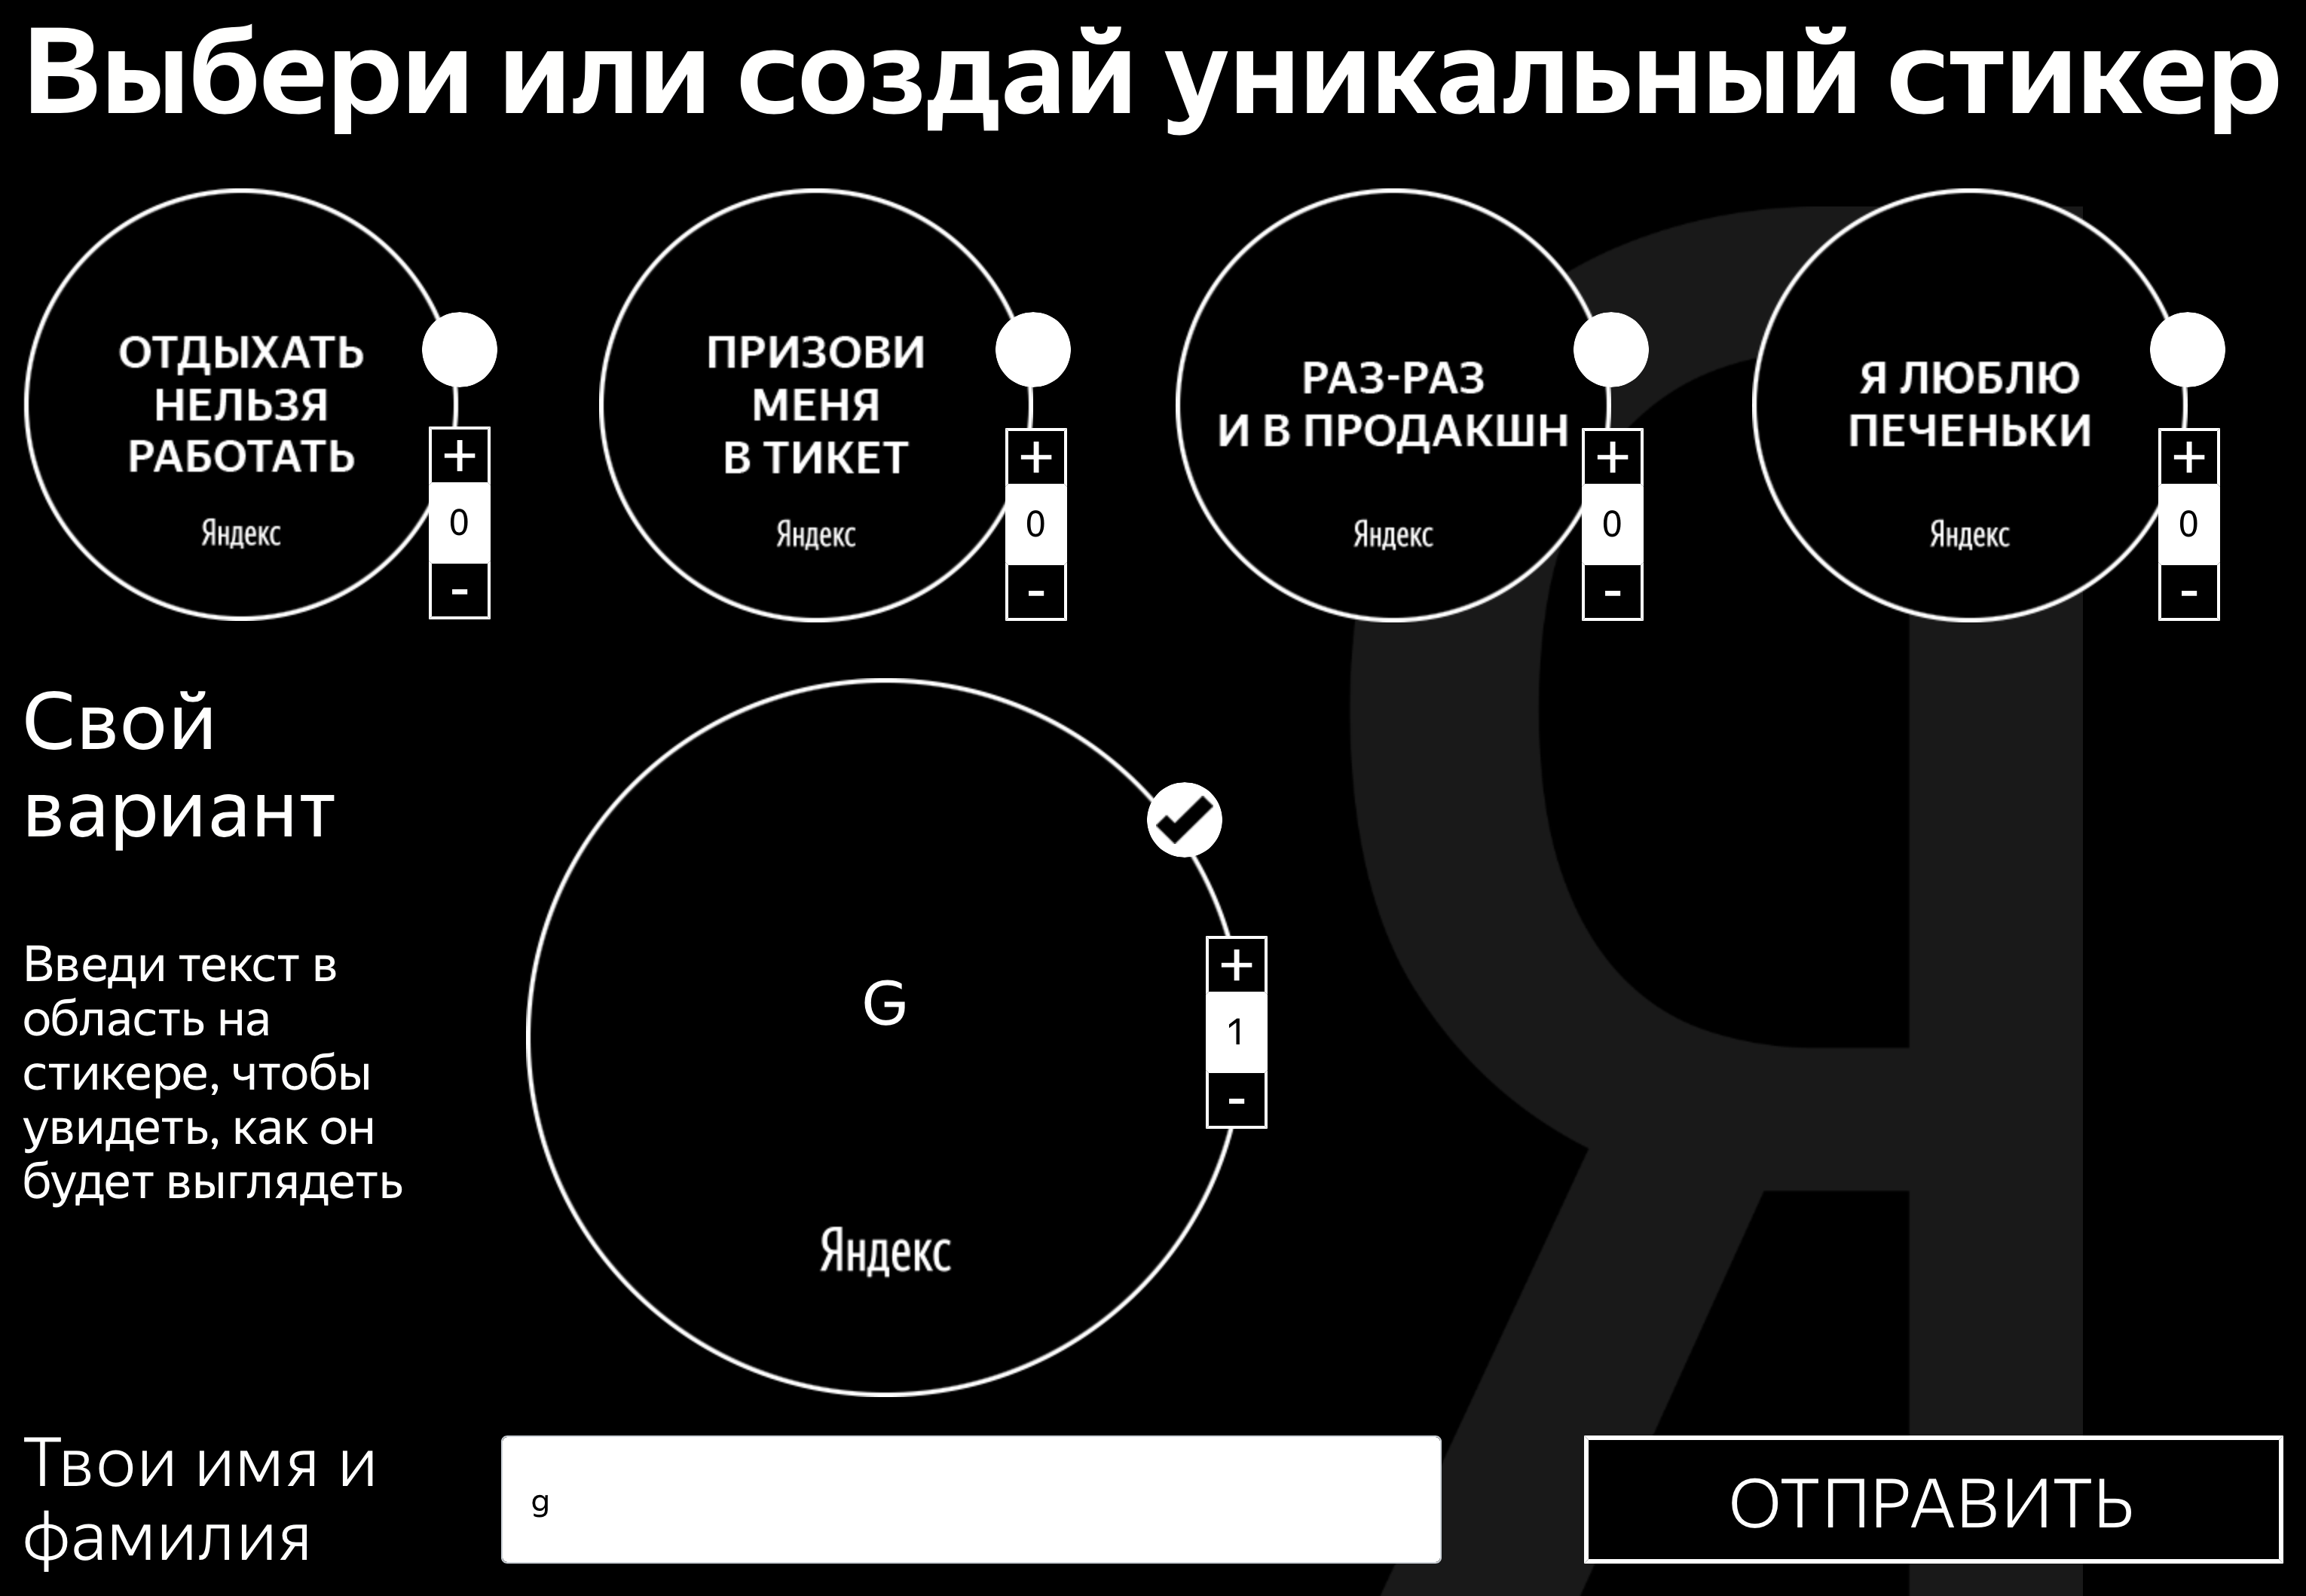 Выбери или создай уникальный стикер
ОТДЫХАТЬ
НЕЛЬЗЯ
РАБОТАТЬ
Яндекс
+
0
-
ПРИЗОВИ
МЕНЯ
В ТИКЕТ
Яндекс
+
0
-
РАЗ-РАЗ
И В ПРОДАКШН
Яндекс
+
0
-
Я ЛЮБЛЮ
ПЕЧЕНЬКИ
Яндекс
+
0
-
Свой
вариант
Введи текст в
область на
стикере, чтобы
увидеть, как он
будет выглядеть
G
Яндекс
+
1
-
Твои имя и
фамилия
g
ОТПРАВИТЬ
Я